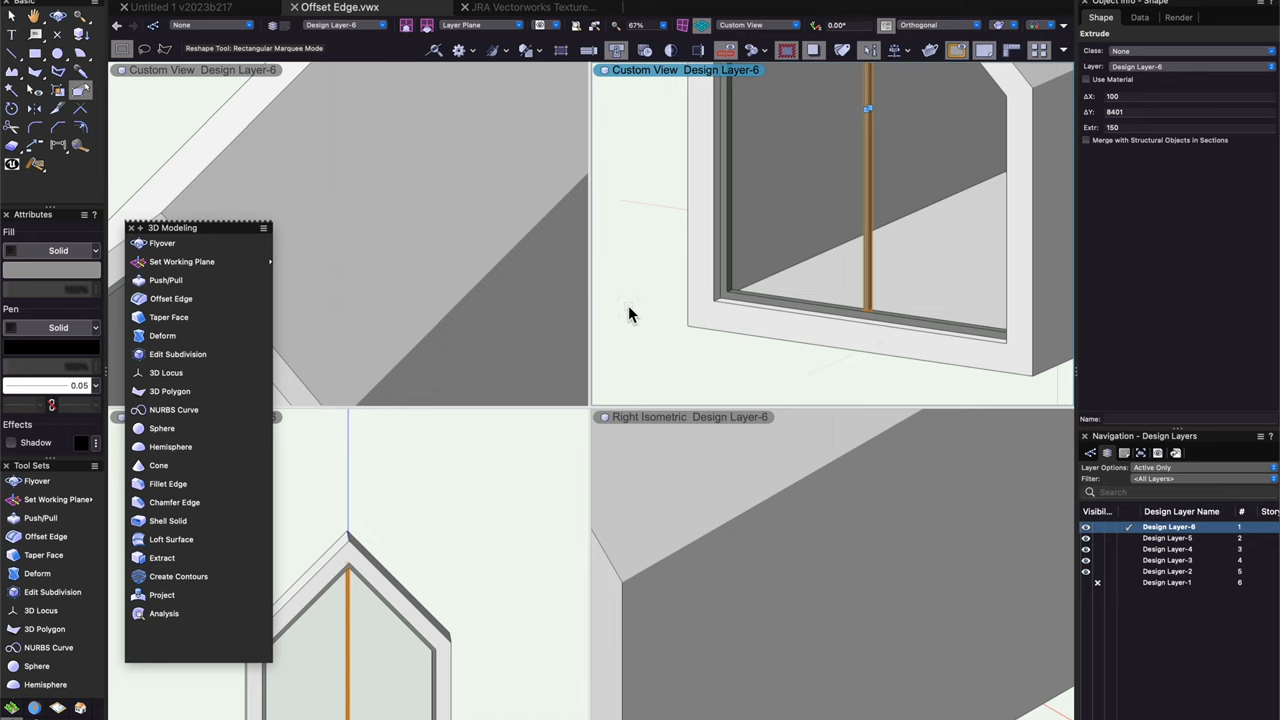 Basic
Untitled 1 v2023b217
Offset Edge.vwx
JRA Vectorworks Texture...
None
Design Layer-6
Layer Plane
67%
Custom View
0.00°
Orthogonal
Reshape Tool: Rectangular Marquee Mode
Custom View Design Layer-6
Custom View Design Layer-6
Right Isometric Design Layer-6
Attributes
Fill
Solid
100%
Pen
Solid
100%
0.05
Effects
Shadow
Tool Sets
Flyover
Set Working Plane
Push/Pull
Offset Edge
Taper Face
Deform
Edit Subdivision
3D Locus
3D Polygon
NURBS Curve
Sphere
Hemisphere
3D Modeling
Flyover
Set Working Plane
Push/Pull
Offset Edge
Taper Face
Deform
Edit Subdivision
3D Locus
3D Polygon
NURBS Curve
Sphere
Hemisphere
Cone
Fillet Edge
Chamfer Edge
Shell Solid
Loft Surface
Extract
Create Contours
Project
Analysis
Object Info - Shape
Shape Data Render
Extrude
Class: None
Layer: Design Layer-6
Use Material
ΔX: 100
ΔY: 8401
Extr: 150
Merge with Structural Objects in Sections
Name:
Navigation - Design Layers
Layer Options: Active Only
Filter: <All Layers>
Search
Visibil... Design Layer Name # Story
Design Layer-6 1
Design Layer-5 2
Design Layer-4 3
Design Layer-3 4
Design Layer-2 5
Design Layer-1 6